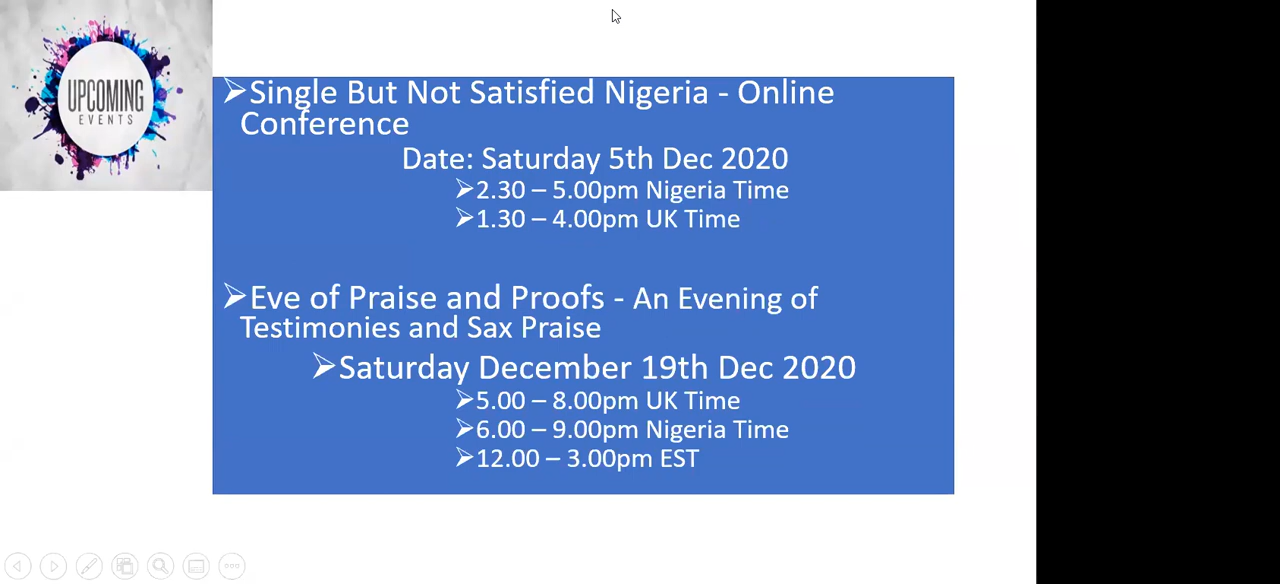 UPCOMING
EVENTS
➢Single But Not Satisfied Nigeria - Online
Conference
Date: Saturday 5th Dec 2020
➢2.30 – 5.00pm Nigeria Time
➢1.30 – 4.00pm UK Time
➢Eve of Praise and Proofs - An Evening of
Testimonies and Sax Praise
➢Saturday December 19th Dec 2020
➢5.00 – 8.00pm UK Time
➢6.00 – 9.00pm Nigeria Time
➢12.00 – 3.00pm EST